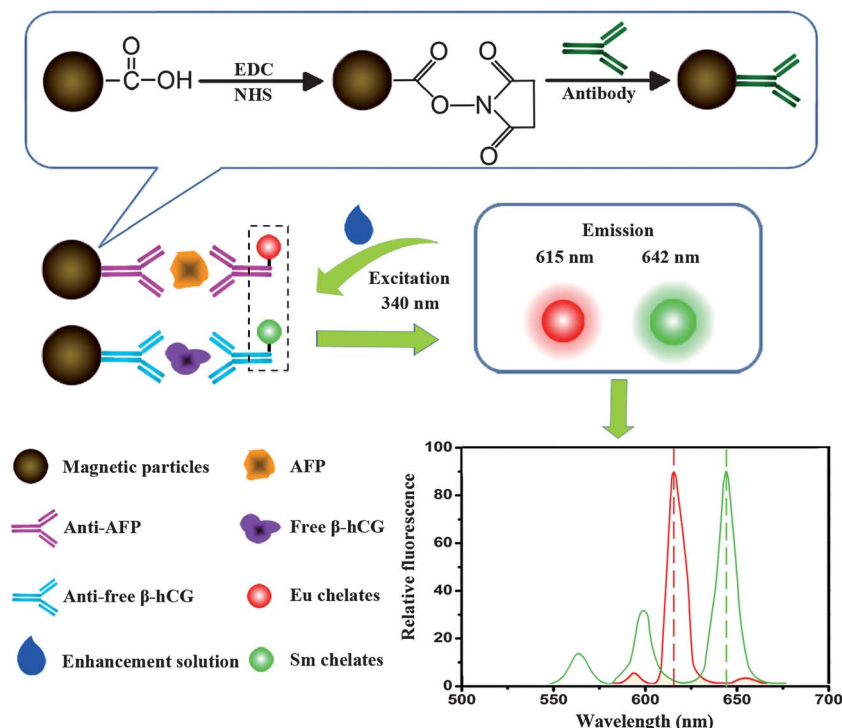 O
C
OH
EDC
NHS
O
O
O
N
O
Antibody
Emission
615 nm 642 nm
Excitation
340 nm
Magnetic particles
AFP
Anti-AFP
Free β-hCG
Anti-free β-hCG
Eu chelates
Enhancement solution
Sm chelates
Relative fluorescence
100
80
60
40
20
0
500 550 600 650 700
Wavelength (nm)